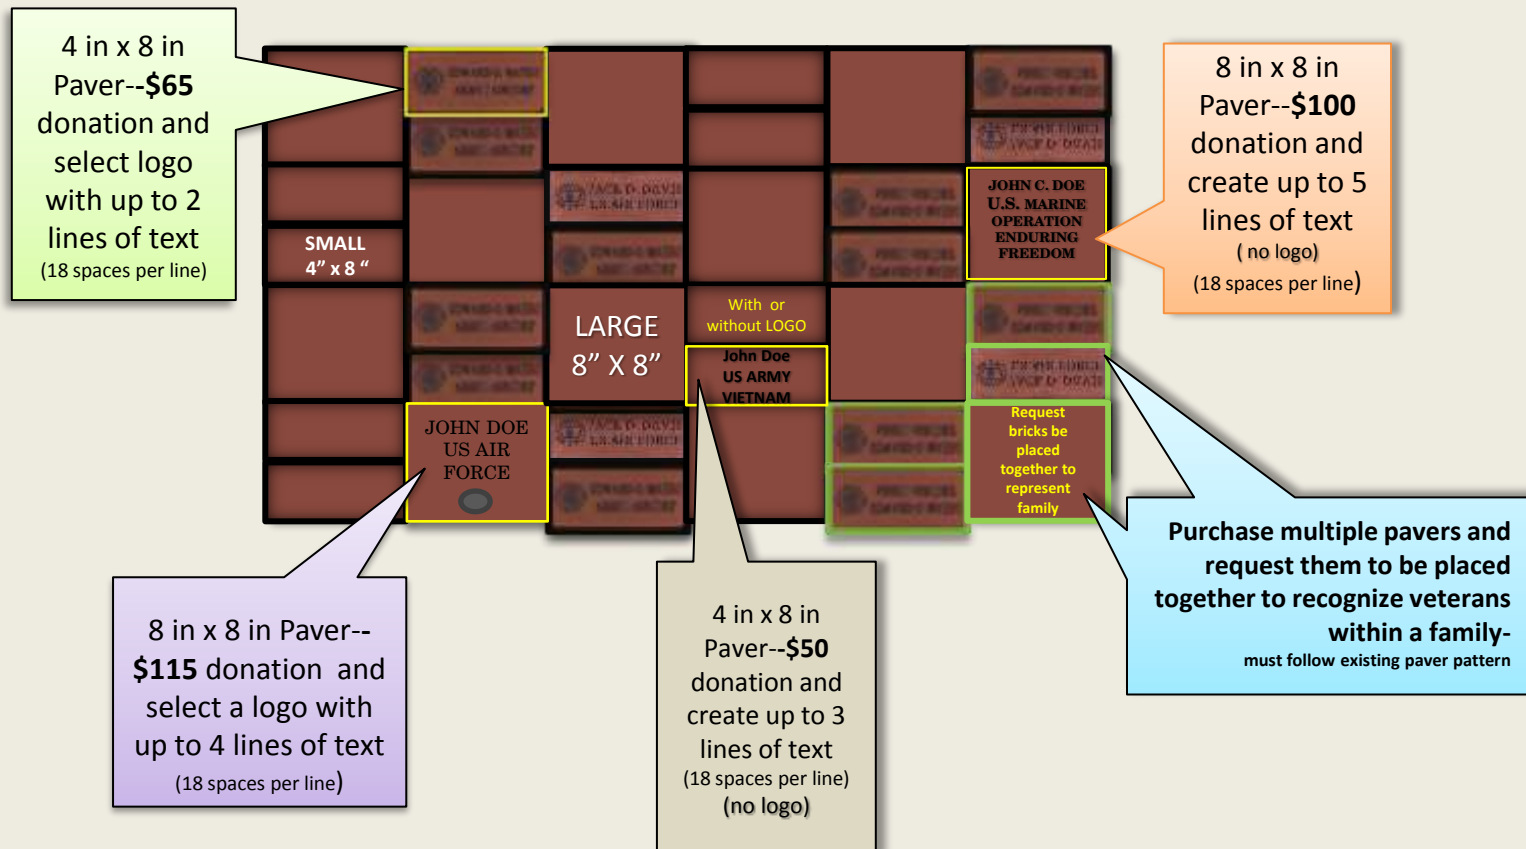 4 in x 8 in
Paver--$65
donation and
select logo
with up to 2
lines of text
(18 spaces per line)
8 in x 8 in
Paver--$100
donation and
create up to 5
lines of text
( no logo)
(18 spaces per line)
JOHN C. DOE
U.S. MARINE
OPERATION
ENDURING
FREEDOM
SMALL
4” x 8 “
LARGE
8” X 8”
With or
without LOGO
John Doe
US ARMY
VIETNAM
JOHN DOE
US AIR
FORCE
Request
bricks be
placed
together to
represent
family
Purchase multiple pavers and
request them to be placed
together to recognize veterans
within a family-
must follow existing paver pattern
8 in x 8 in Paver--
$115 donation and
select a logo with
up to 4 lines of text
(18 spaces per line)
4 in x 8 in
Paver--$50
donation and
create up to 3
lines of text
(18 spaces per line)
(no logo)